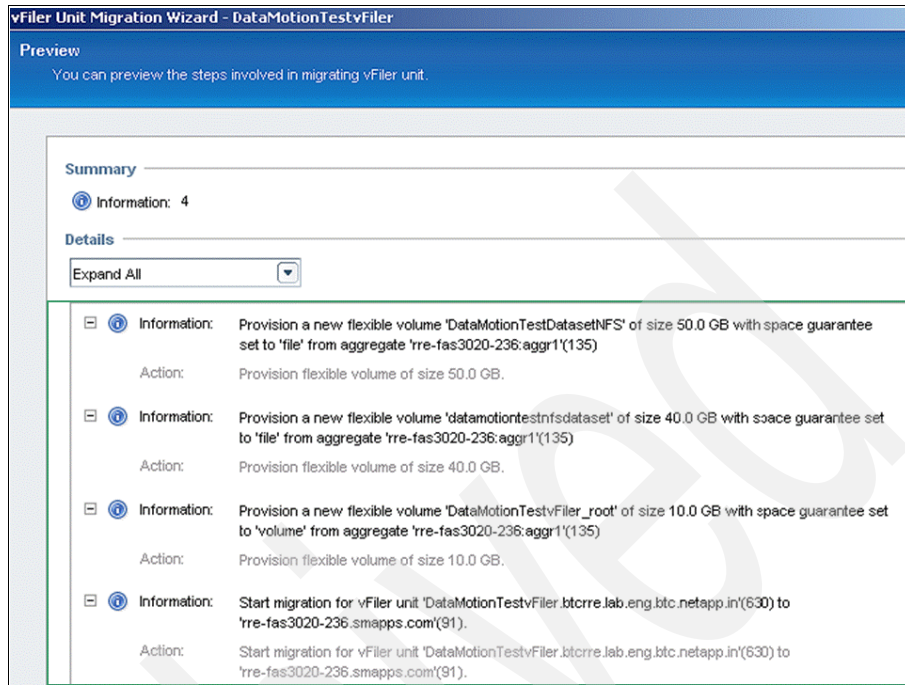 vFiler Unit Migration Wizard - DataMotionTestvFiler
Preview
You can preview the steps involved in migrating vFiler unit.
Summary
Information: 4
Details
Expand All
Information: Provision a new flexible volume 'DataMotionTestDatasetNFS' of size 50.0 GB with space guarantee
set to 'file' from aggregate 'rre-fas3020-236:aggr1'(135)
Action: Provision flexible volume of size 50.0 GB.
Information: Provision a new flexible volume 'datamotiontestnfsdataset' of size 40.0 GB with space guarantee set
to 'file' from aggregate 'rre-fas3020-236:aggr1'(135)
Action: Provision flexible volume of size 40.0 GB.
Information: Provision a new flexible volume 'DataMotionTestvFiler_root' of size 10.0 GB with space guarantee set
to 'volume' from aggregate 'rre-fas3020-236:aggr1'(135)
Action: Provision flexible volume of size 10.0 GB.
Information: Start migration for vFiler unit 'DataMotionTestvFiler.btcrre.lab.eng.btc.netapp.in'(630) to
'rre-fas3020-236.smapps.com'(91).
Action: Start migration for vFiler unit 'DataMotionTestvFiler.btcrre.lab.eng.btc.netapp.in'(630) to
'rre-fas3020-236.smapps.com'(91).